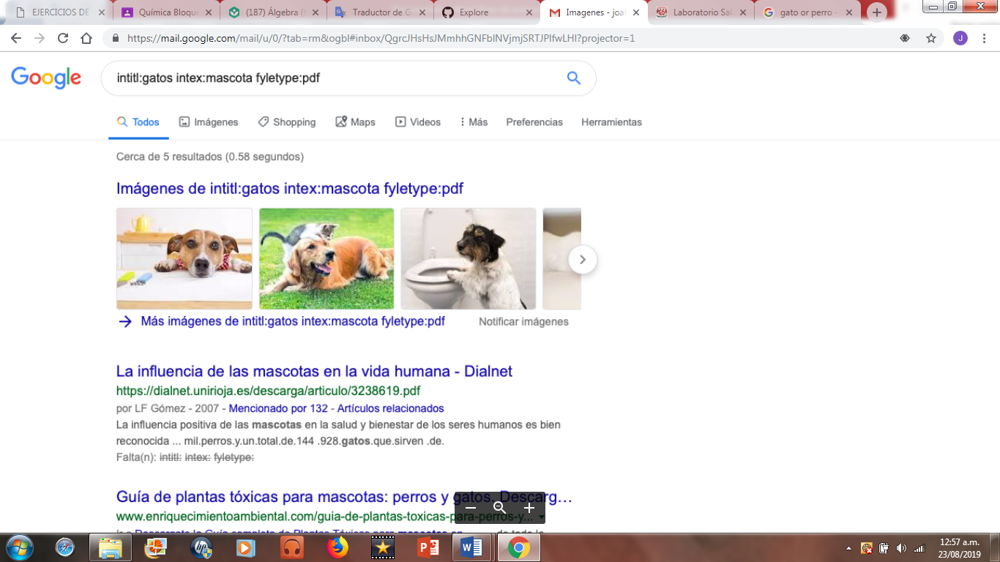 EJERCICIOS DE
Química Bloque
(187) Álgebra (
Traductor de G
Explore
Imagenes - joa
Laboratorio Sal
gato or perro -
https://mail.google.com/mail/u/0/?tab=rm&ogbl#inbox/QgrcJHsHsJMmhhGNFblNVjmjSRTJPlfwLHl?projector=1
J
Google
intitl:gatos intex:mascota fyletype:pdf
Todos
Imágenes
Shopping
Maps
Videos
Más
Preferencias
Herramientas
Cerca de 5 resultados (0.58 segundos)
Imágenes de intitl:gatos intex:mascota fyletype:pdf
Más imágenes de intitl:gatos intex:mascota fyletype:pdf
Notificar imágenes
La influencia de las mascotas en la vida humana - Dialnet
https://dialnet.unirioja.es/descarga/articulo/3238619.pdf
por LF Gómez - 2007 - Mencionado por 132 - Artículos relacionados
La influencia positiva de las mascotas en la salud y bienestar de los seres humanos es bien
reconocida ... mil.perros.y.un.total.de.144 .928.gatos.que.sirven .de.
Falta(n): intitl: intex: fyletype:
Guía de plantas tóxicas para mascotas: perros y gatos. Descarg…
www.enriquecimientoambiental.com/guia-de-plantas-toxicas-para-perros-y...
12:57 a.m.
23/08/2019